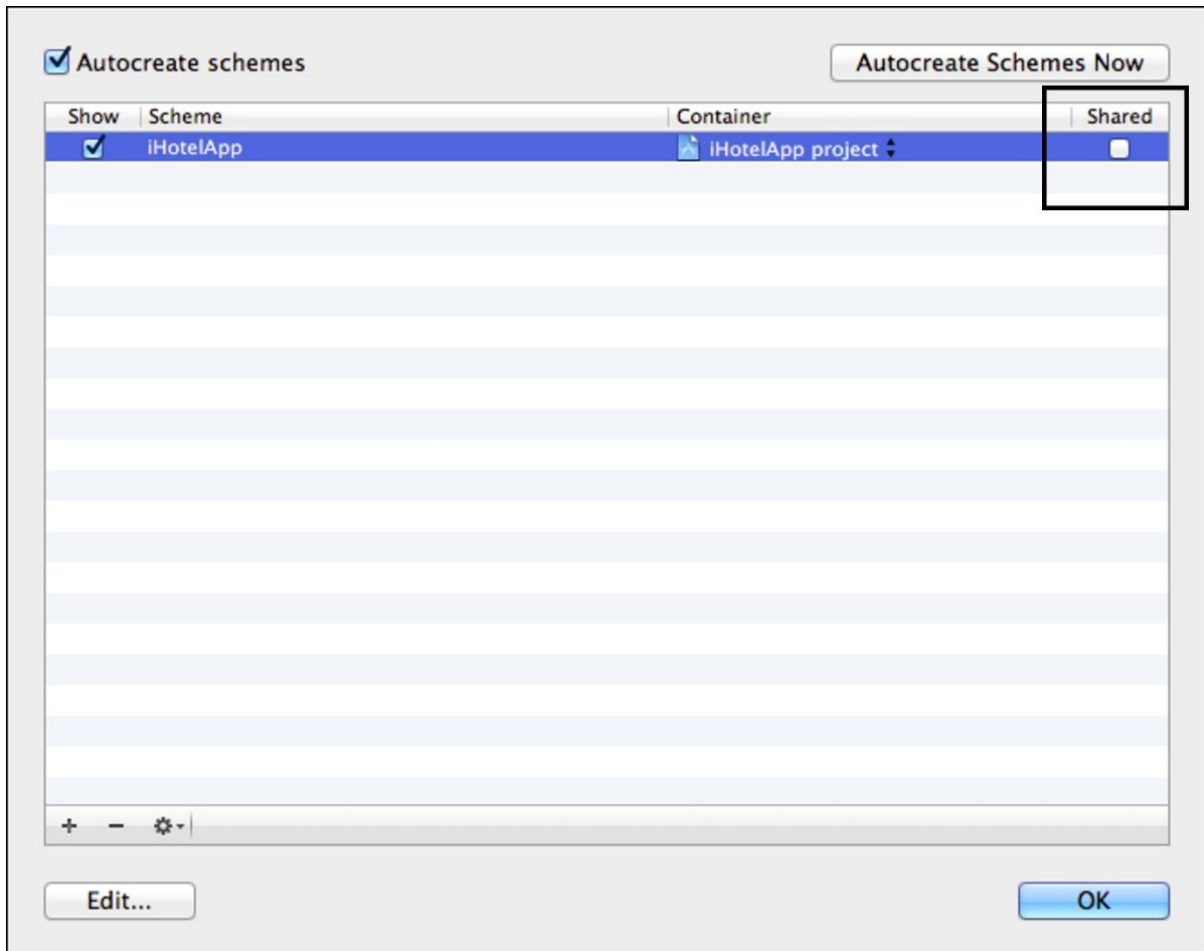 Autocreate schemes
Autocreate Schemes Now
Show Scheme Container Shared
iHotelApp iHotelApp project
Edit...
OK